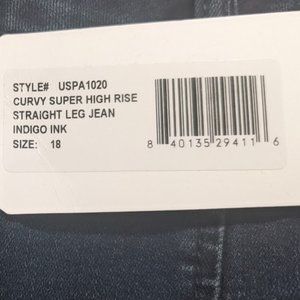 STYLE# USPA1020
CURVY SUPER HIGH RISE
STRAIGHT LEG JEAN
INDIGO INK
SIZE: 18
8 40135 29411 6